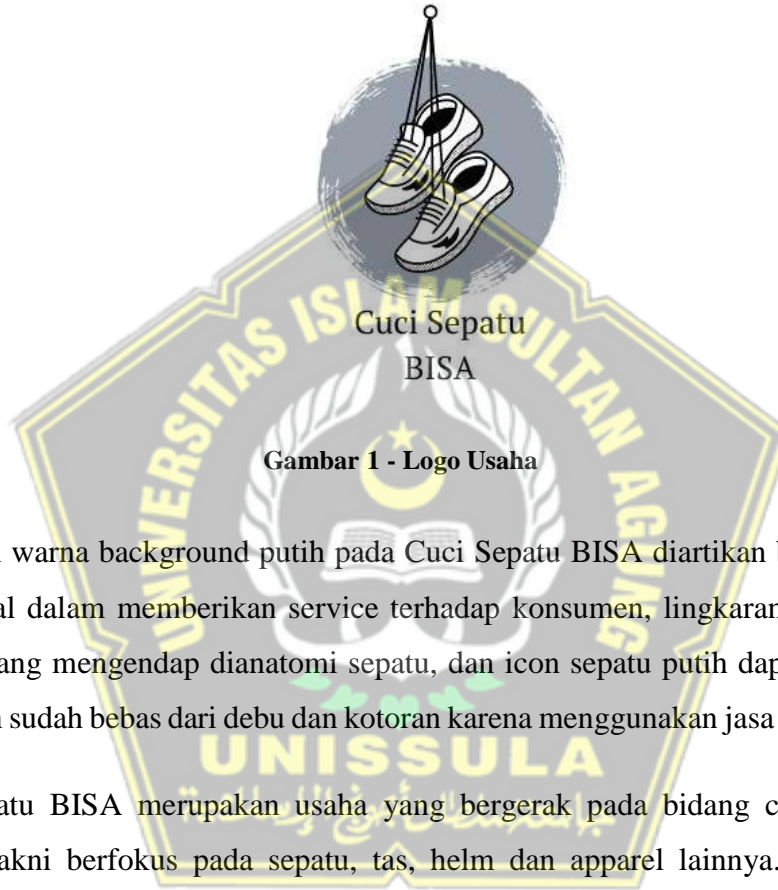 Cuci Sepatu
BISA
UNIVERSITAS ISLAM SULTAN AGUNG
Gambar 1 - Logo Usaha
warna background putih pada Cuci Sepatu BISA diartikan
dalam memberikan service terhadap konsumen, lingkaran
ang mengendap dianatomi sepatu, dan icon sepatu putih
sudah bebas dari debu dan kotoran karena menggunakan jasa
UNISSULA
atu BISA merupakan usaha yang bergerak pada bidang
akni berfokus pada sepatu, tas, helm dan apparel lainnya.